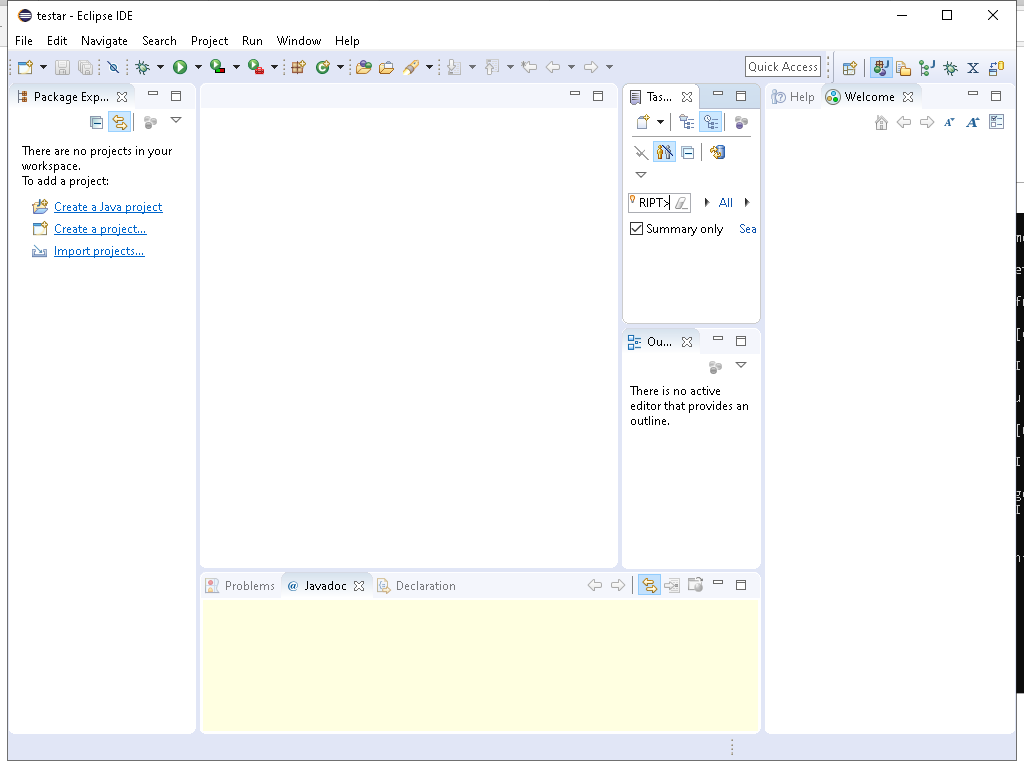 testar - Eclipse IDE
File Edit Navigate Search Project Run Window Help
Quick Access
Package Exp...
There are no projects in your
workspace.
To add a project:
Create a Java project
Create a project...
Import projects...
Tas...
RIPT>
All
Summary only
Sea
Ou...
There is no active
editor that provides an
outline.
Help
Welcome
Problems
@ Javadoc
Declaration